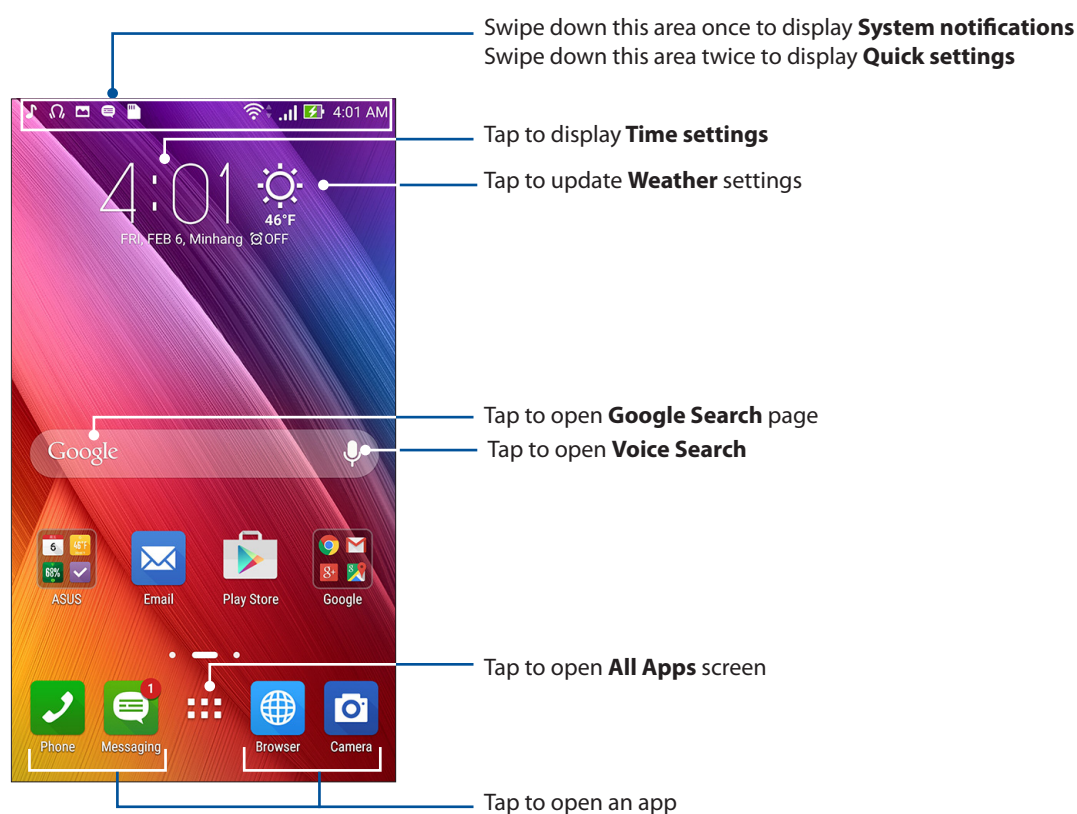 Swipe down this area once to display System notifications
Swipe down this area twice to display Quick settings
4:01 AM
Tap to display Time settings
4:01
Tap to update Weather settings
46°F
FRI, FEB 6, Minhang OFF
Tap to open Google Search page
Google
Tap to open Voice Search
6
46°F
68%
8+
ASUS
Email
Play Store
Google
Tap to open All Apps screen
1
Phone
Messaging
Browser
Camera
Tap to open an app